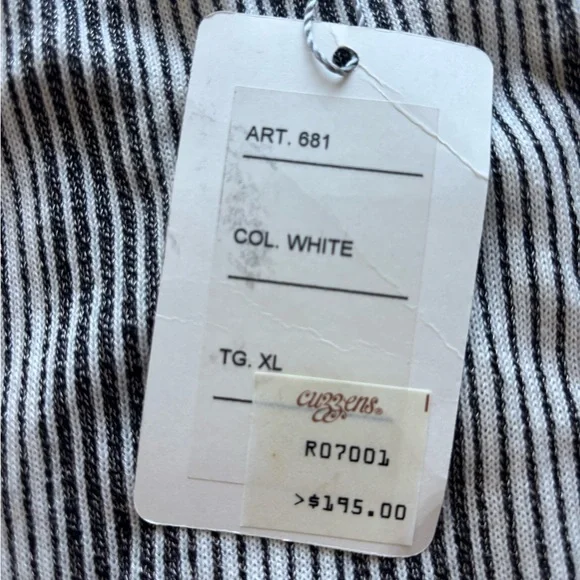 ART. 681
COL. WHITE
TG. XL
cuzzens®
R07001
>$195.00